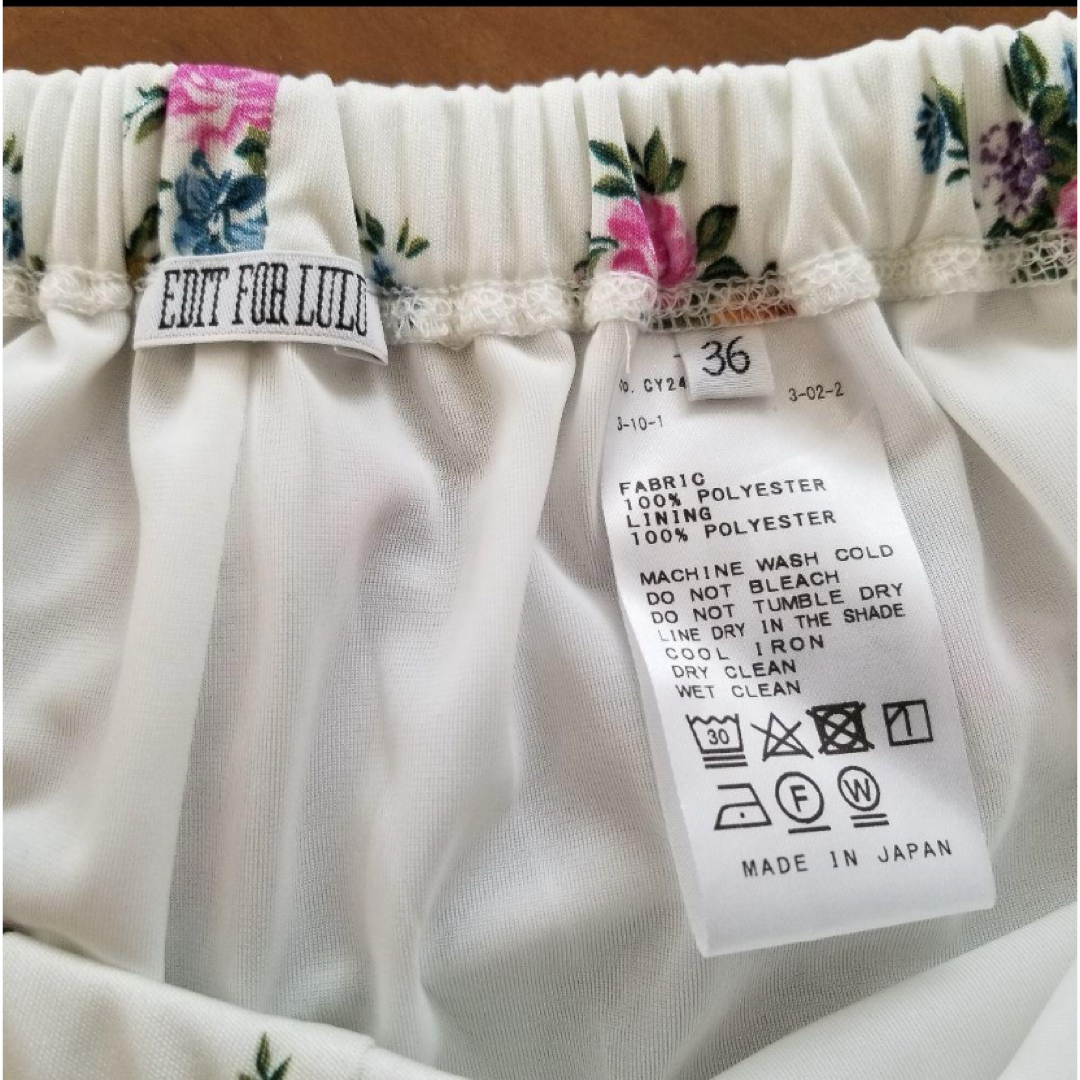 EDIT FOR LULU
36
CY24
3-02-2
3-10-1
FABRIC
100% POLYESTER
LINING
100% POLYESTER
MACHINE WASH COLD
DO NOT BLEACH
DO NOT TUMBLE DRY
LINE DRY IN THE SHADE
COOL IRON
DRY CLEAN
WET CLEAN
30
F W
MADE IN JAPAN